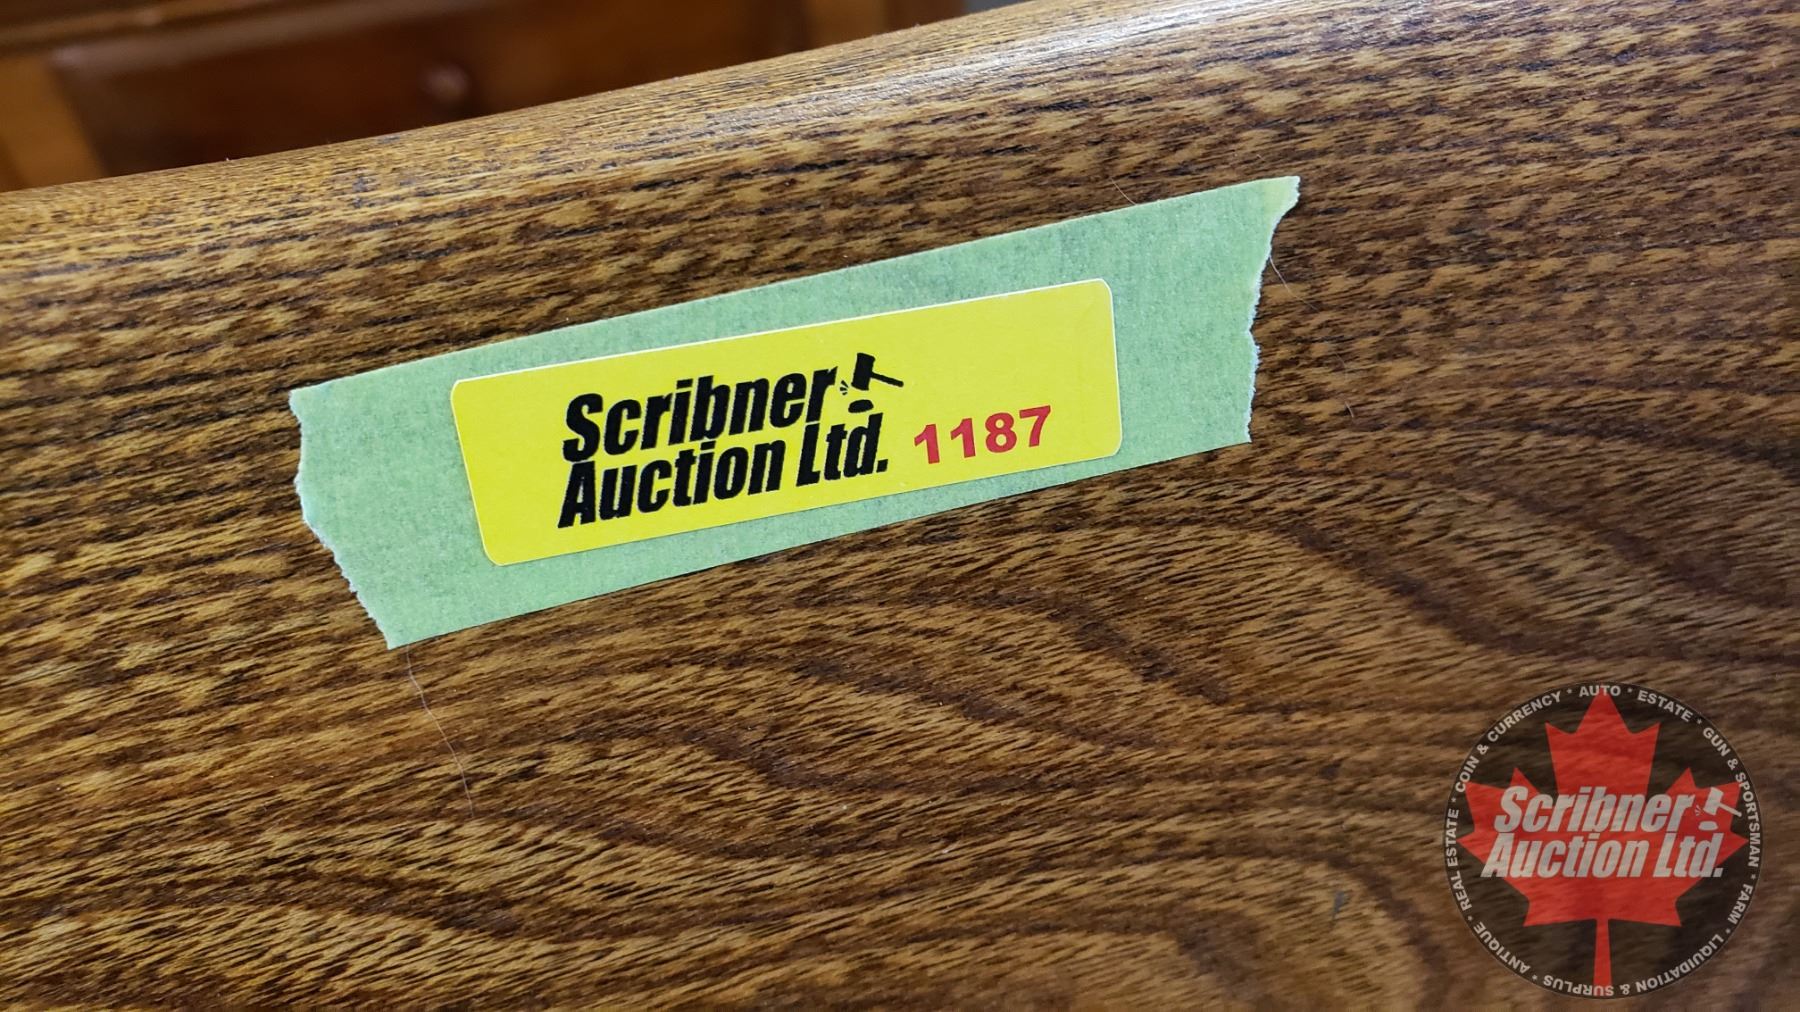 Scribner
Auction Ltd. 1187
COIN & CURRENCY * AUTO * ESTATE * GUN & SPORTSMAN * FARM * LIQUIDATION & SURPLUS * ANTIQUE * REAL ESTATE *
Scribner
Auction Ltd.